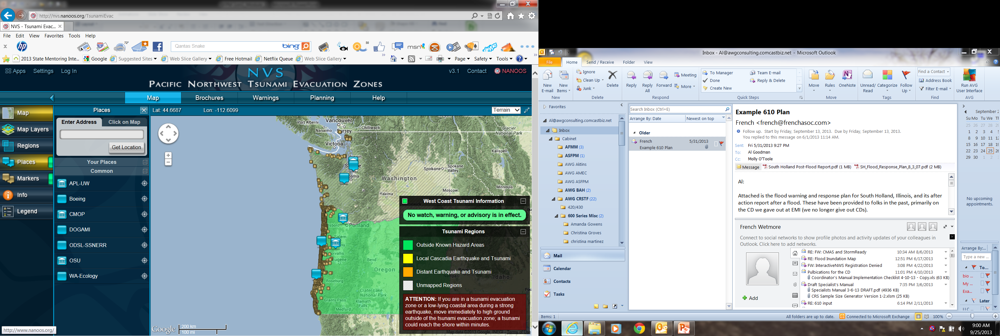 http://nvs.nanoos.org/TsunamiEvac
NVS - Tsunami Evac...
File Edit View Favorites Tools Help
x hp 72° Qantas Snake bing 50 msn skype
2013 State Mentoring Inte... Google Suggested Sites Web Slice Gallery Free Hotmail Netflix Queue Web Slice Gallery Page Safety Tools
Apps Settings Log In
NVS
v3.1 Contact NANOOS
Pacific Northwest Tsunami Evacuation Zones
Map Brochures Warnings Planning Help
Map
Map Layers
Regions
Places
Markers
Info
Legend
Places
Enter Address Click on Map
Get Location
Your Places
Common
APL-UW
Boeing
CMOP
DOGAMI
ODSL-SSNERR
OSU
WA-Ecology
Lat: 44.6687 Lon: -112.6099 Terrain
Port Alberni Vancouver
Nanaimo Surrey Chilliwack
Victoria
Glacier
National Park
Kalispell
Spokane Spokane
Valley
Washington
Yakima
Moscow
Missoula
Portland
Salem
Corvallis
Eugene Bend
Oregon
Roseburg
Crater Lake
National Park
Grants Pass Klamath
Falls
Medford
Idaho
West Coast Tsunami Information
No watch, warning, or advisory is in effect.
Tsunami Regions
Outside Known Hazard Areas
Local Cascadia Earthquake and Tsunami
Distant Earthquake and Tsunami
Unmapped Regions
ATTENTION: If you are in a tsunami evacuation
zone or a low-lying coastal area during a strong
earthquake, move immediately to high ground
outside of the tsunami evacuation zone; a tsunami
could reach the shore within minutes.
Google 200 km
100 mi
Map data ©2013 Google, INEGI - Terms of Use
http://www.nanoos.org/
Inbox - Al@awgconsulting.comcastbiz.net - Microsoft Outlook
File Home Send / Receive Folder View
New
E-mail
New
Items
New
Ignore
Clean Up
Junk
Delete
Delete
Reply
Reply
All
Forward
Meeting
More
Respond
To Manager
Done
Create New
Team E-mail
Reply & Delete
Quick Steps
Move
Rules
OneNote
Move
Unread/
Read
Categorize
Follow
Up
Tags
Find a Contact
Address Book
Filter E-mail
Find
Run AVG
User Interface
AVG
Favorites
Al@awgconsulting.comcastbiz.net
Inbox
Cabinet
AFMM (3)
ASFPM (1)
AWG Aktins
AWG AMEC
AWG ASFPM
AWG BAH (2)
AWG CRSTF (22)
420/430
600 Series Misc (2)
Amanda Gowens
Christina Groves
christina martinez
Mail
Calendar
Contacts
Tasks
Search Inbox (Ctrl+E)
Arrange By: Date Newest on top
Older
French 5/31/2013
Example 610 Plan
Example 610 Plan
French <french@frenchasoc.com>
Follow up. Start by Friday, September 13, 2013. Due by Friday, September 13, 2013.
You replied to this message on 6/1/2013 11:14 AM.
Sent: Fri 5/31/2013 9:27 PM
To: Al Goodman
Cc: Molly O'Toole
Message South Holland Post-Flood Report.pdf (1 MB) SH_Flood_Response_Plan_8_3_07.pdf (2 MB)
Al:
Attached is the flood warning and response plan for South Holland, Illinois, and its after
action report after a flood. These have been provided to folks in the past, primarily on
the CD we gave out at EMI (we no longer give out CDs).
French Wetmore
Connect to social networks to show profile photos and activity updates of your colleagues in
Outlook. Click here to add networks.
Add
RE: FW: CMAS and StormReady 10:34 AM 8/6/2013
RE: Flood Inundation Map 12:51 PM 6/17/2013
FW: InteractiveNWS Registration Denied 3:08 PM 4/22/2013
Pulbications for the CD 11:01 PM 4/10/2013
Coordinator's Manual Implementation Checklist 4-10-13 - Copy.xls (63 KB)
Draft Specialist's Manual 7:35 PM 3/6/2013
Specialists Manual 3-6-13 DRAFT.pdf (4936 KB)
CRS Sample Size Generator Version 1-2.xlsm (25 KB)
RE: 610 input 6:14 PM 2/11/2013
September 2
Su Mo Tu We Th
25 26 27 28
1 2 3 4
8 9 10 11
15 16 17 18
22 23 24 25
29 30 1 2
No upcoming
appointments.
Arrange By:...
Type a new ...
To...
bio ...
My ...
Exa...
Later
Items: 1
All folders are up to date. Connected to Microsoft Exchange 100%
9:00 AM
9/25/2013